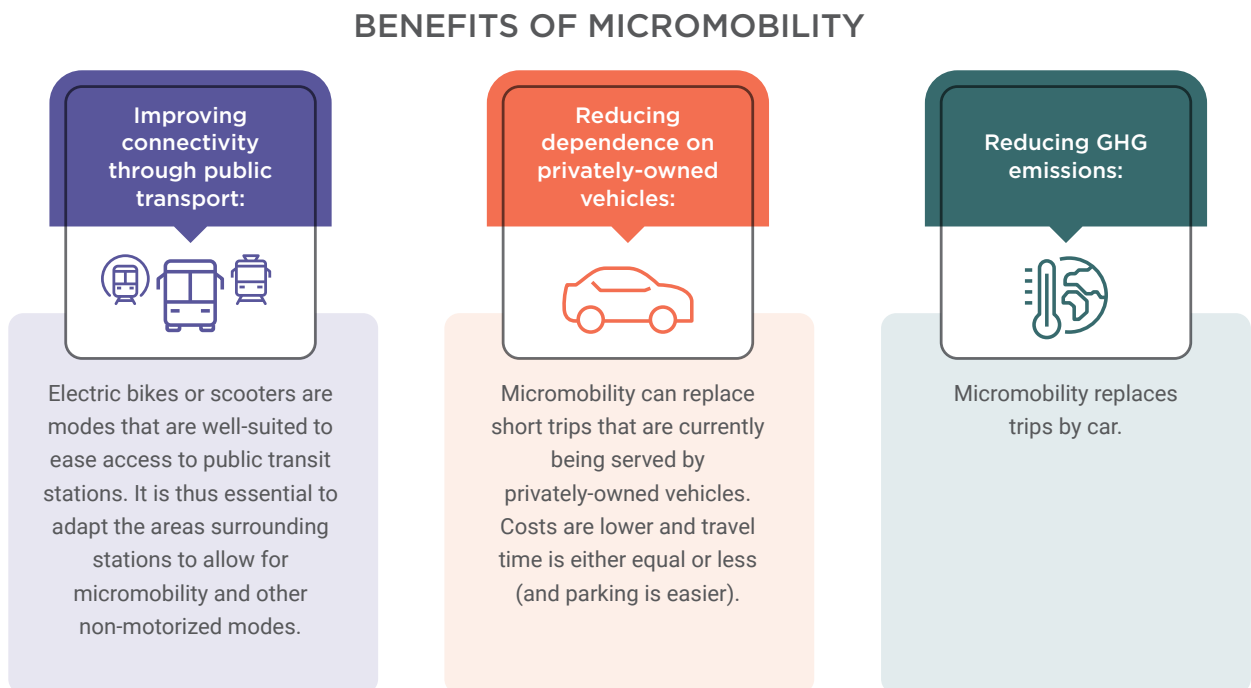 BENEFITS OF MICROMOBILITY
Improving
connectivity
through public
transport:
Electric bikes or scooters are
modes that are well-suited to
ease access to public transit
stations. It is thus essential to
adapt the areas surrounding
stations to allow for
micromobility and other
non-motorized modes.
Reducing
dependence on
privately-owned
vehicles:
Micromobility can replace
short trips that are currently
being served by
privately-owned vehicles.
Costs are lower and travel
time is either equal or less
(and parking is easier).
Reducing GHG
emissions:
Micromobility replaces
trips by car.